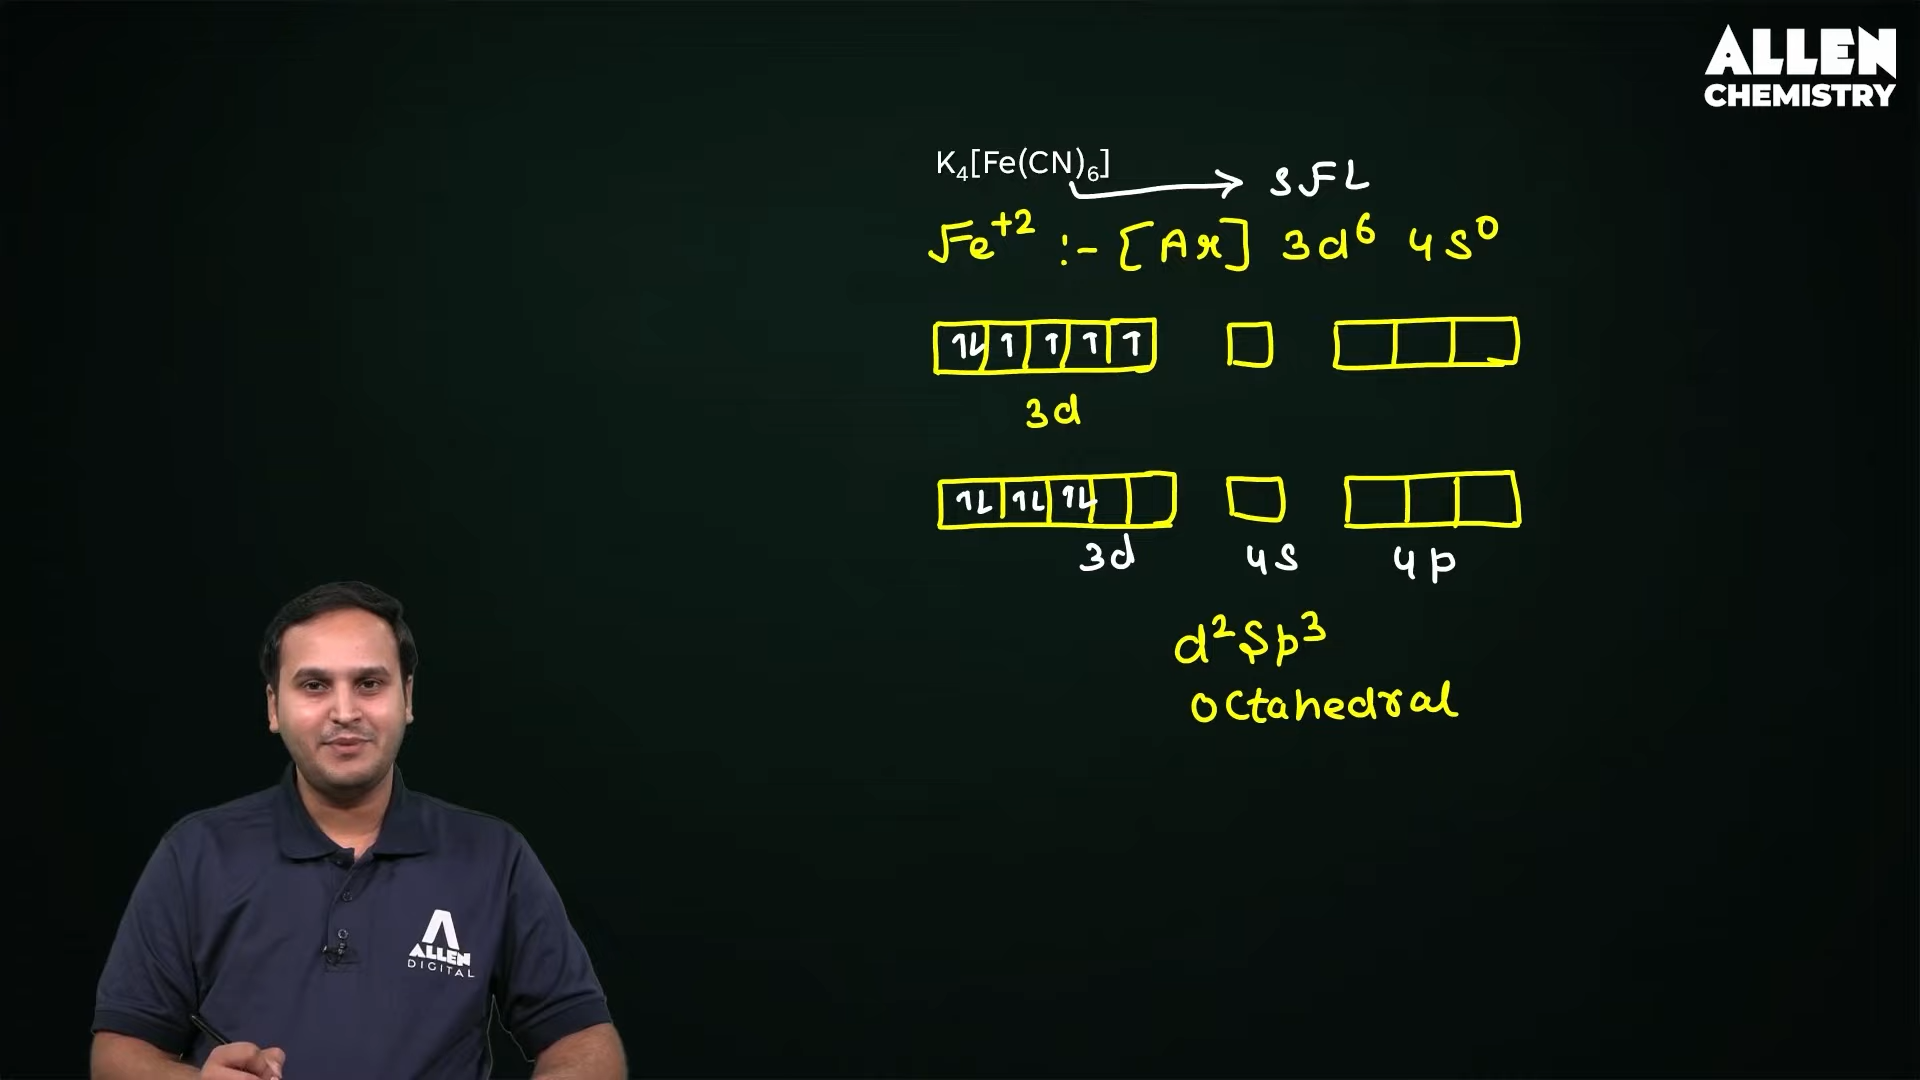 ALLEN
CHEMISTRY
K₄[Fe(CN)₆] → SFL
Fe⁺² :- [Ar] 3d⁶ 4s⁰
1L 1 1 1 1
3d
1L 1L 1L
3d 4s 4p
d²sp³
octahedral
ALLEN
DIGITAL